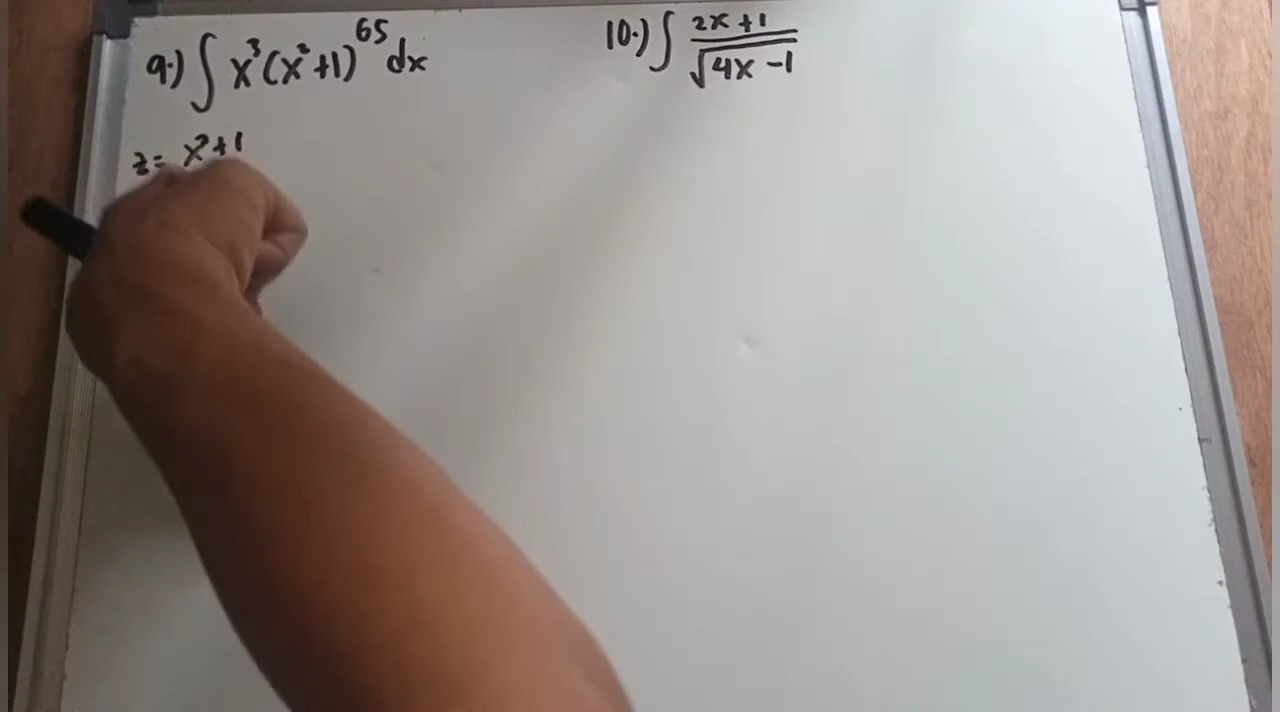 9.) ∫ x³(x²+1)⁶⁵ dx
z = x²+1
10.) ∫ (2x+1)/√(4x-1)